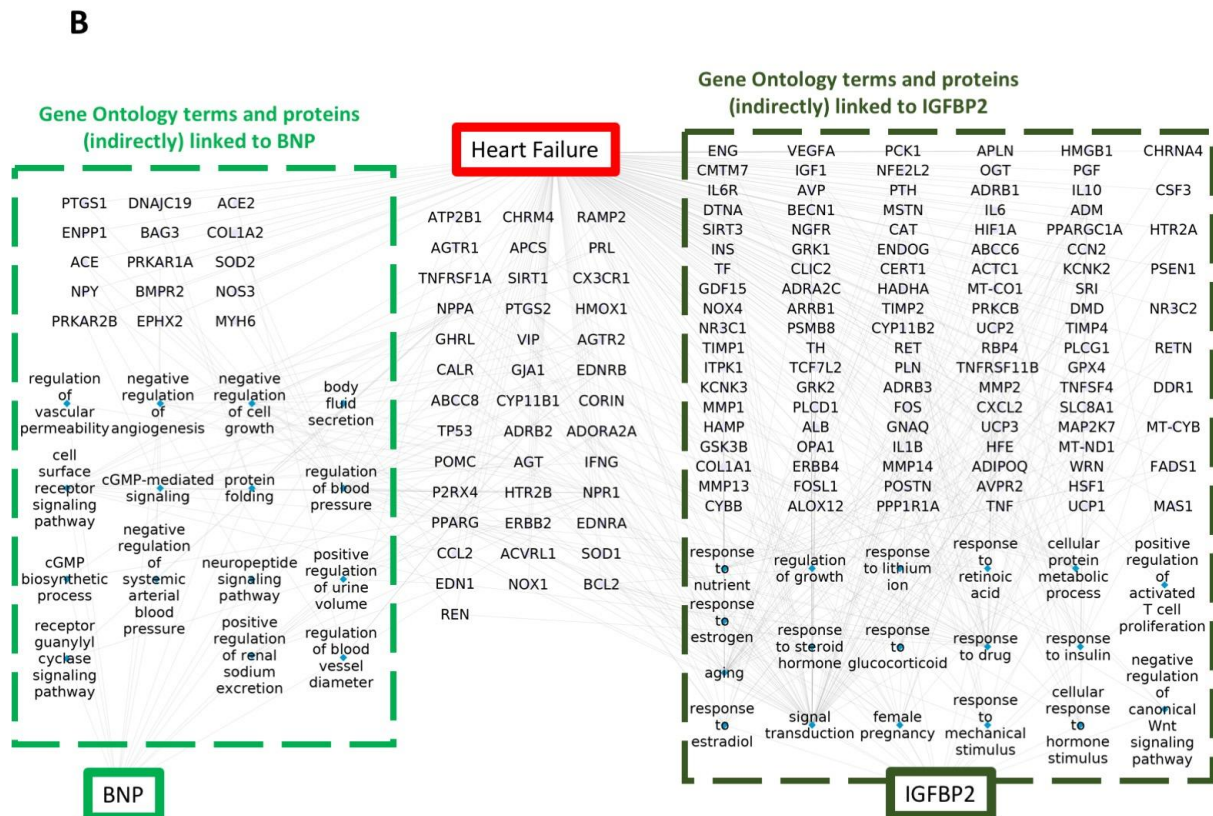 B
Gene Ontology terms and proteins
(indirectly) linked to BNP
PTGS1 DNAJC19 ACE2
ENPP1 BAG3 COL1A2
ACE PRKAR1A SOD2
NPY BMPR2 NOS3
PRKAR2B EPHX2 MYH6
regulation
of
vascular
permeability
negative
regulation
of
angiogenesis
negative
regulation
of cell
growth
body
fluid
secretion
cell
surface
receptor
signaling
pathway
cGMP-mediated
signaling
protein
folding
regulation
of blood
pressure
cGMP
biosynthetic
process
negative
regulation
of
systemic
arterial
blood
pressure
neuropeptide
signaling
pathway
positive
regulation
of urine
volume
receptor
guanylyl
cyclase
signaling
pathway
positive
regulation
of renal
sodium
excretion
regulation
of blood
vessel
diameter
BNP
Heart Failure
ATP2B1 CHRM4 RAMP2
AGTR1 APCS PRL
TNFRSF1A SIRT1 CX3CR1
NPPA PTGS2 HMOX1
GHRL VIP AGTR2
CALR GJA1 EDNRB
ABCC8 CYP11B1 CORIN
TP53 ADRB2 ADORA2A
POMC AGT IFNG
P2RX4 HTR2B NPR1
PPARG ERBB2 EDNRA
CCL2 ACVRL1 SOD1
EDN1 NOX1 BCL2
REN
Gene Ontology terms and proteins
(indirectly) linked to IGFBP2
ENG VEGFA PCK1 APLN HMGB1 CHRNA4
CMTM7 IGF1 NFE2L2 OGT PGF
IL6R AVP PTH ADRB1 IL10 CSF3
DTNA BECN1 MSTN IL6 ADM
SIRT3 NGFR CAT HIF1A PPARGC1A HTR2A
INS GRK1 ENDOG ABCC6 CCN2
TF CLIC2 CERT1 ACTC1 KCNK2 PSEN1
GDF15 ADRA2C HADHA MT-CO1 SRI
NOX4 ARRB1 TIMP2 PRKCB DMD NR3C2
NR3C1 PSMB8 CYP11B2 UCP2 TIMP4
TIMP1 TH RET RBP4 PLCG1 RETN
ITPK1 TCF7L2 PLN TNFRSF11B GPX4
KCNK3 GRK2 ADRB3 MMP2 TNFSF4 DDR1
MMP1 PLCD1 FOS CXCL2 SLC8A1
HAMP ALB GNAQ UCP3 MAP2K7 MT-CYB
GSK3B OPA1 IL1B HFE MT-ND1
COL1A1 ERBB4 MMP14 ADIPOQ WRN FADS1
MMP13 FOSL1 POSTN AVPR2 HSF1
CYBB ALOX12 PPP1R1A TNF UCP1 MAS1
response
to
nutrient
regulation
of growth
response
to lithium
ion
response
to
retinoic
acid
cellular
protein
metabolic
process
positive
regulation
of
activated
T cell
proliferation
response
to
estrogen
aging
response
to steroid
hormone
response
to
glucocorticoid
response
to drug
response
to insulin
negative
regulation
of
canonical
Wnt
signaling
pathway
response
to
estradiol
signal
transduction
female
pregnancy
response
to
mechanical
stimulus
cellular
response
to
hormone
stimulus
IGFBP2